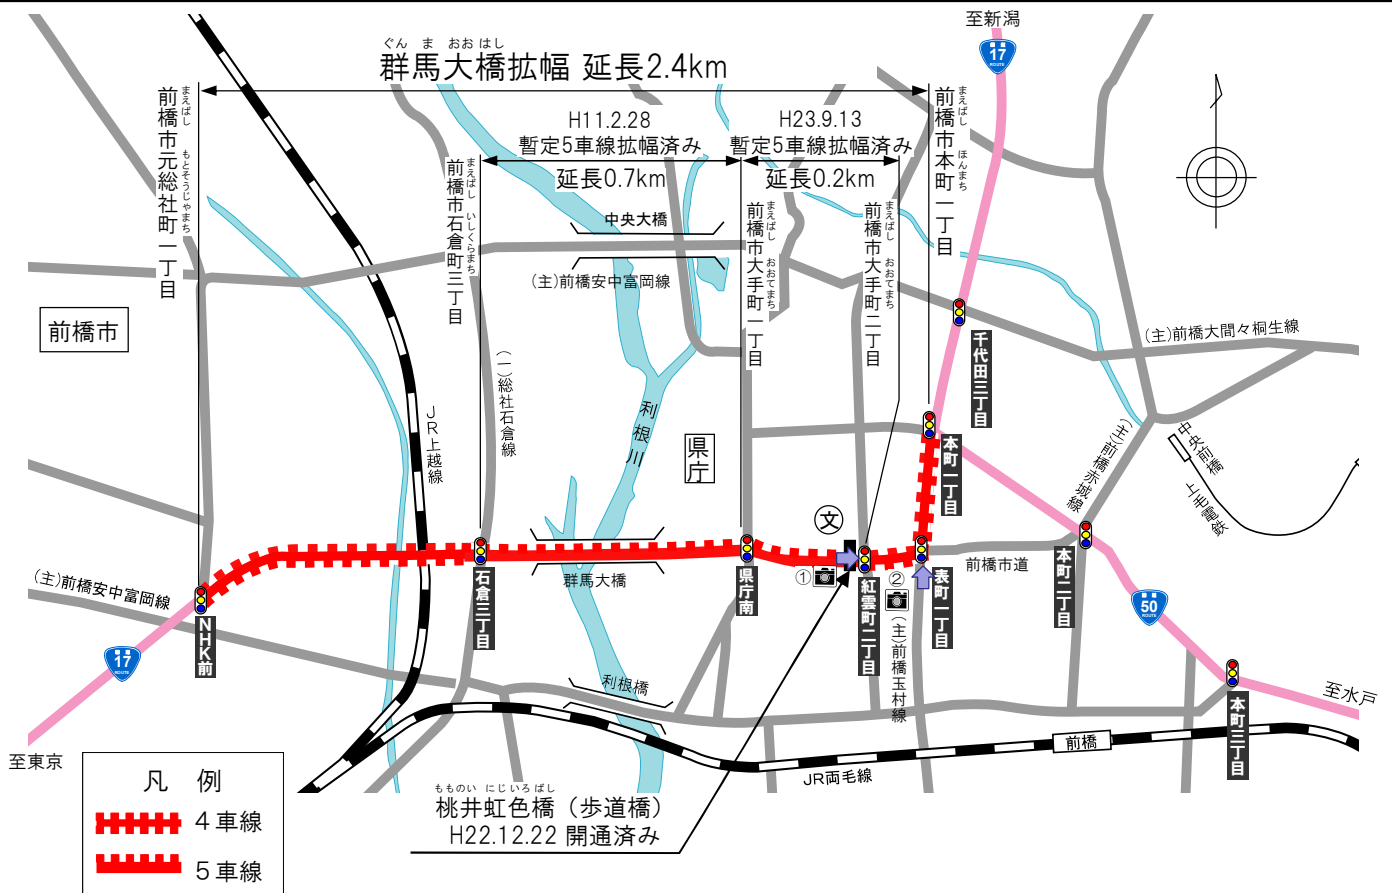 至新潟
17
ROUTE
ぐん ま おお はし
群馬大橋拡幅 延長2.4km
まえばし もとそうじゃまち
前橋市元総社町一丁目
H11.2.28
暫定5車線拡幅済み
延長0.7km
H23.9.13
暫定5車線拡幅済み
延長0.2km
まえばし ほんまち
前橋市本町一丁目
まえばし いしくらまち
前橋市石倉町三丁目
まえばし おおてまち
前橋市大手町一丁目
まえばし おおてまち
前橋市大手町二丁目
中央大橋
(主)前橋安中富岡線
前橋市
(主)前橋大間々桐生線
千代田三丁目
(一)総社石倉線
JR上越線
利根川
県庁
本町一丁目
(主)前橋赤城線
中央前橋
上毛電鉄
文
群馬大橋
①
②
前橋市道
本町二丁目
県庁南
紅雲町二丁目
表町一丁目
石倉三丁目
(主)前橋安中富岡線
NHK前
17
ROUTE
50
ROUTE
(主)前橋玉村線
利根橋
至水戸
本町三丁目
至東京
前橋
JR両毛線
凡 例
4車線
5車線
もものい にじいろばし
桃井虹色橋(歩道橋)
H22.12.22 開通済み